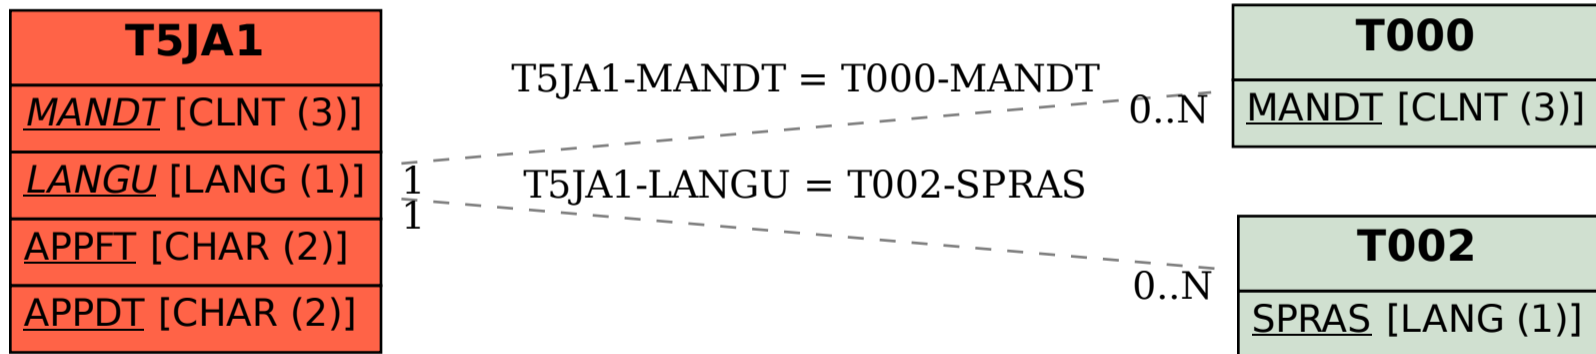 T5JA1
MANDT [CLNT (3)]
LANGU [LANG (1)]
APPFT [CHAR (2)]
APPDT [CHAR (2)]
T5JA1-MANDT = T000-MANDT
1
0..N
T5JA1-LANGU = T002-SPRAS
1
0..N
T000
MANDT [CLNT (3)]
T002
SPRAS [LANG (1)]